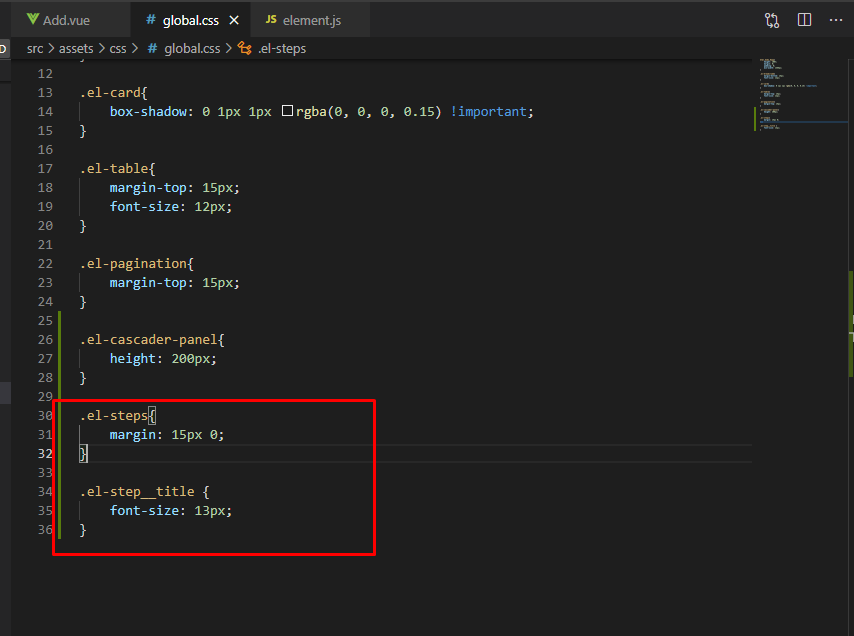 Add.vue
# global.css
JS element.js
src > assets > css > # global.css > .el-steps
12
13 .el-card{
14 box-shadow: 0 1px 1px rgba(0, 0, 0, 0.15) !important;
15 }
16
17 .el-table{
18 margin-top: 15px;
19 font-size: 12px;
20 }
21
22 .el-pagination{
23 margin-top: 15px;
24 }
25
26 .el-cascader-panel{
27 height: 200px;
28 }
29
30 .el-steps{
31 margin: 15px 0;
32 }
33
34 .el-step__title {
35 font-size: 13px;
36 }